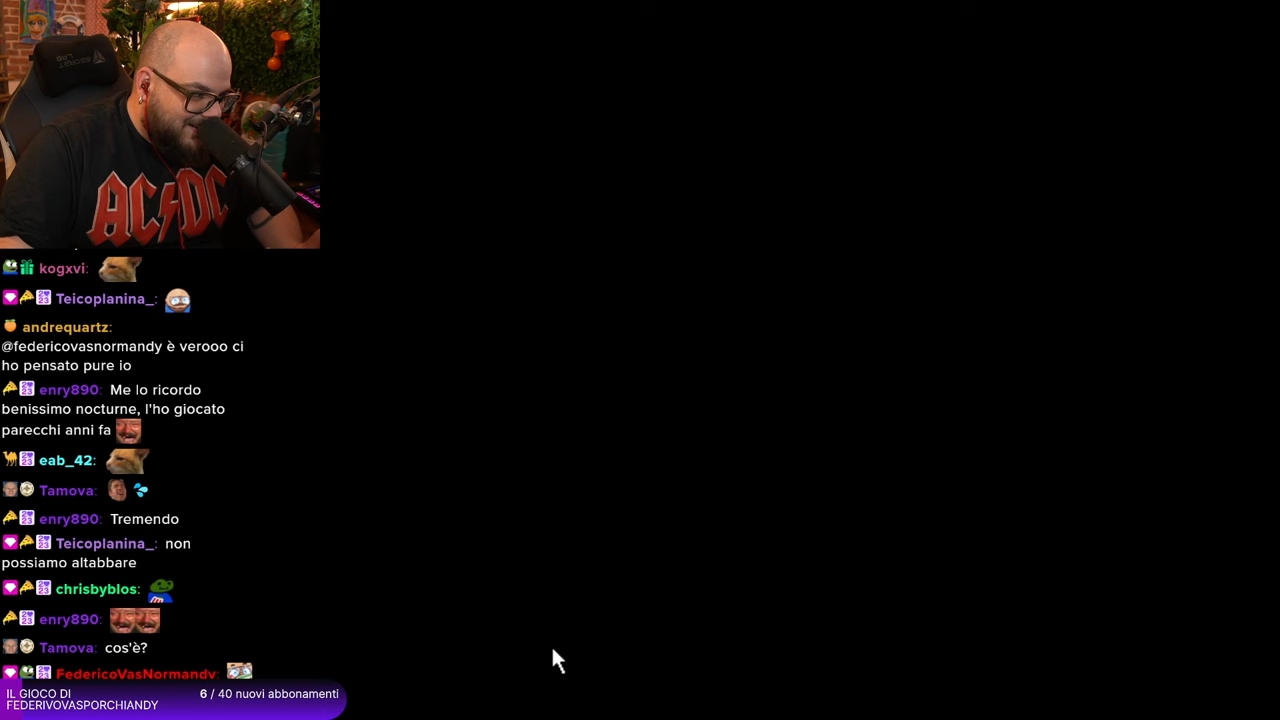 AC DC
kogxvi:
Teicoplanina_:
andrequartz:
@federicovasnormandy è verooo ci
ho pensato pure io
enry890: Me lo ricordo
benissimo nocturne, l'ho giocato
parecchi anni fa
eab_42:
Tamova:
enry890: Tremendo
Teicoplanina_: non
possiamo altabbare
chrisbyblos:
enry890:
Tamova: cos'è?
FedericoVasNormandy:
IL GIOCO DI
FEDERIVOVASPORCHIANDY
6 / 40 nuovi abbonamenti